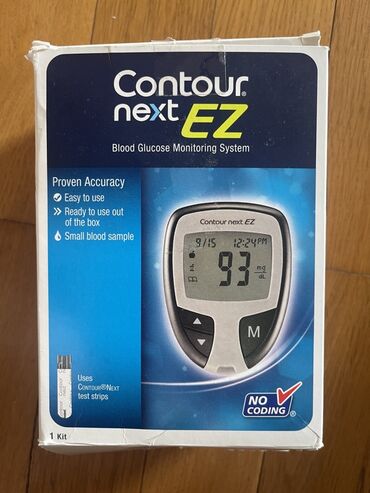 Contour®
next EZ
Blood Glucose Monitoring System
Proven Accuracy
Easy to use
Ready to use out
of the box
Small blood sample
Contour next EZ
9/15 12:24PM
93 mg/dL
M
Uses
CONTOUR®NEXT
test strips
NO
CODING®
1 Kit